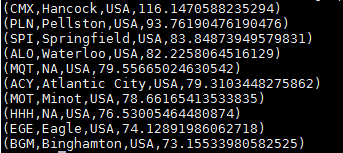 (CMX,Hancock,USA,116.1470588235294)
(PLN,Pellston,USA,93.76190476190476)
(SPI,Springfield,USA,83.84873949579831)
(ALO,Waterloo,USA,82.2258064516129)
(MQT,NA,USA,79.55665024630542)
(ACY,Atlantic City,USA,79.3103448275862)
(MOT,Minot,USA,78.66165413533835)
(HHH,NA,USA,76.53005464480874)
(EGE,Eagle,USA,74.12891986062718)
(BGM,Binghamton,USA,73.15533980582525)